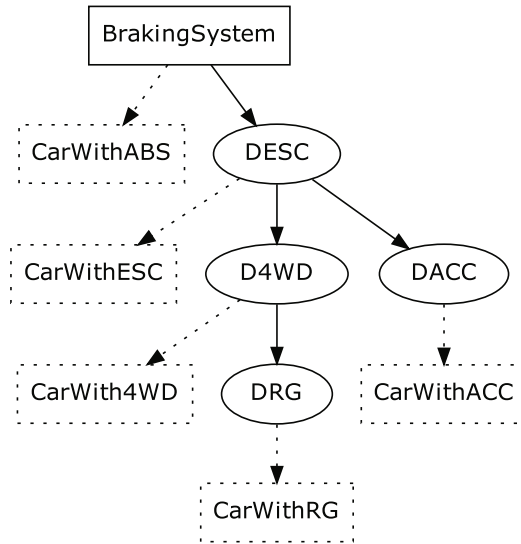 BrakingSystem
CarWithABS
DESC
CarWithESC
D4WD
DACC
CarWith4WD
DRG
CarWithACC
CarWithRG